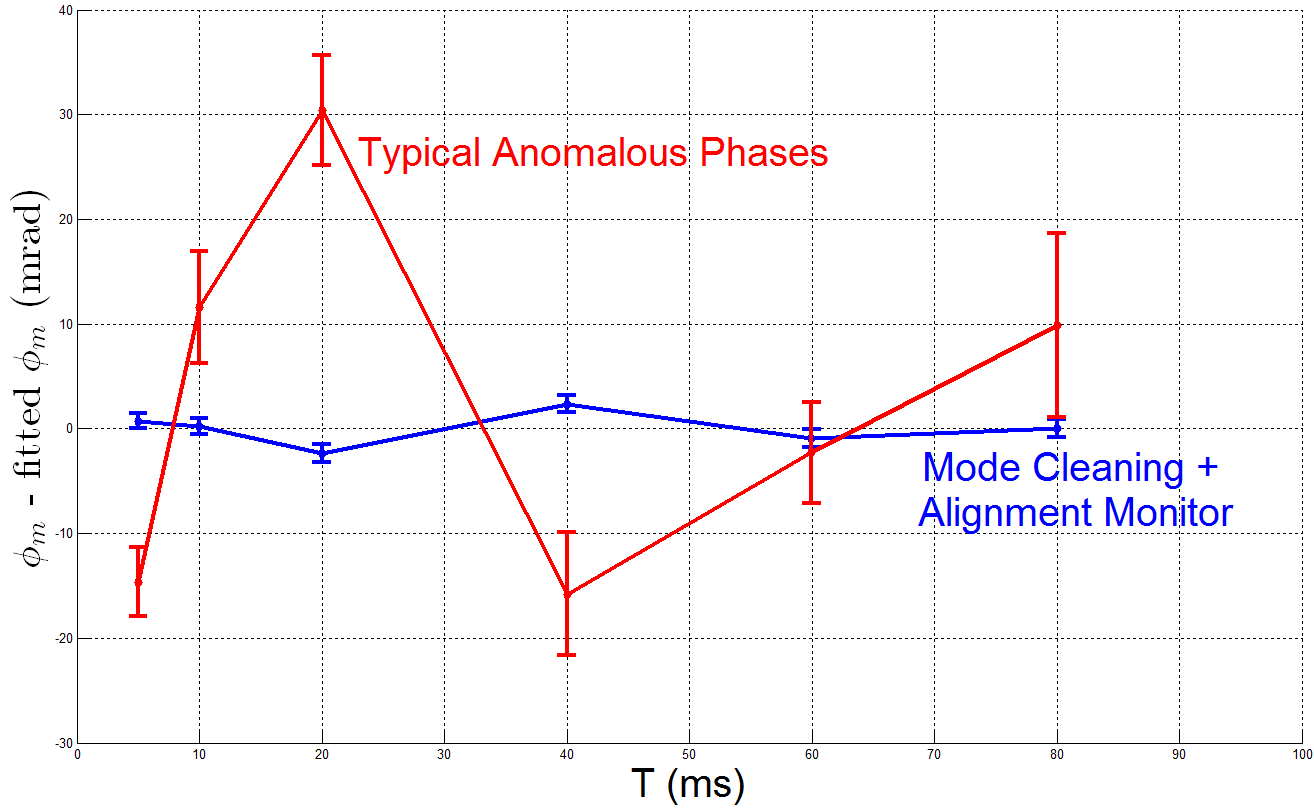 40
30
20
10
0
-10
-20
-30
ϕm - fitted ϕm (mrad)
Typical Anomalous Phases
Mode Cleaning +
Alignment Monitor
0 10 20 30 40 50 60 70 80 90 100
T (ms)